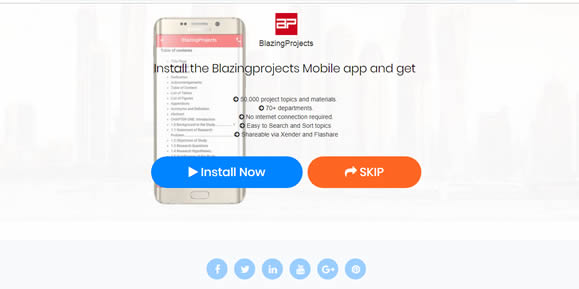 BP
BlazingProjects
BlazingProjects
Table of contents
Install the Blazingprojects Mobile app and get
Title Page
Dedication
Acknowledgements
Table of Content
List of Tables
List of Figures
Appendices
Acronyms and Definition
Abstract
CHAPTER ONE: Introduction
1.0 Background to the Study
1.1 Statement of Research
Problem
1.2 Objectives of Study
1.3 Research Questions
1.4 Research Hypotheses
50,000 project topics and materials
70+ departments
No internet connection required.
Easy to Search and Sort topics
Shareable via Xender and Flashare
Install Now
SKIP